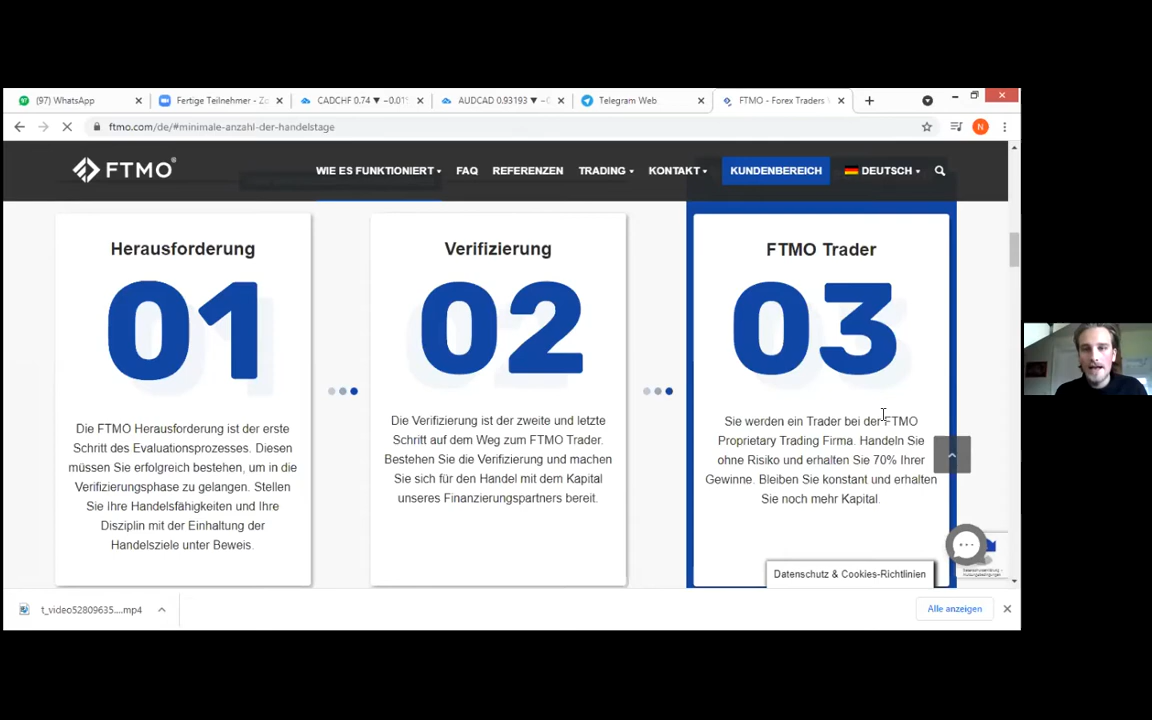 (97) WhatsApp
Fertige Teilnehmer - Zo
CADCHF 0.74 ▼ −0.01
AUDCAD 0.93193 ▼ −0
Telegram Web
FTMO - Forex Traders
N
ftmo.com/de/#minimale-anzahl-der-handelstage
FTMO®
WIE ES FUNKTIONIERT
FAQ
REFERENZEN
TRADING
KONTAKT
KUNDENBEREICH
DEUTSCH
Herausforderung
01
Die FTMO Herausforderung ist der erste
Schritt des Evaluationsprozesses. Diesen
müssen Sie erfolgreich bestehen, um in die
Verifizierungsphase zu gelangen. Stellen
Sie Ihre Handelsfähigkeiten und Ihre
Disziplin mit der Einhaltung der
Handelsziele unter Beweis.
Verifizierung
02
Die Verifizierung ist der zweite und letzte
Schritt auf dem Weg zum FTMO Trader.
Bestehen Sie die Verifizierung und machen
Sie sich für den Handel mit dem Kapital
unseres Finanzierungspartners bereit.
FTMO Trader
03
Sie werden ein Trader bei der FTMO
Proprietary Trading Firma. Handeln Sie
ohne Risiko und erhalten Sie 70% Ihrer
Gewinne. Bleiben Sie konstant und erhalten
Sie noch mehr Kapital.
Datenschutz & Cookies-Richtlinien
t_video52809635....mp4
Alle anzeigen